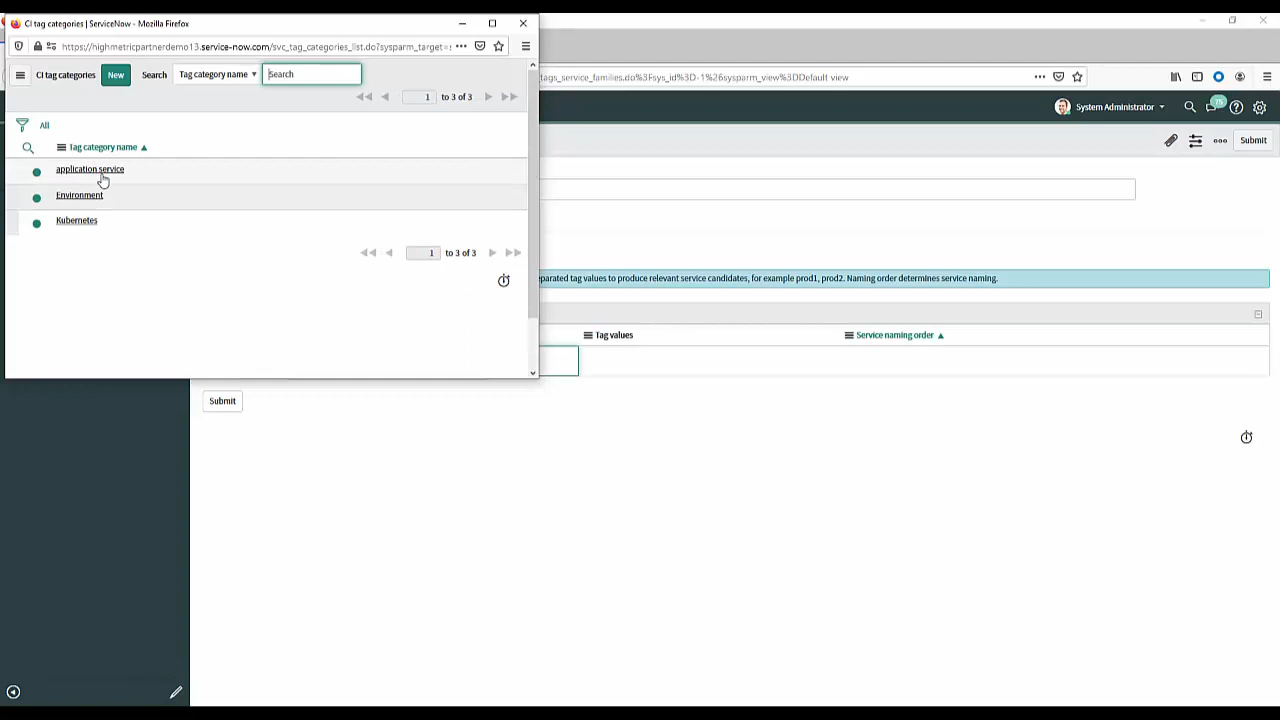 CI tag categories | ServiceNow - Mozilla Firefox
https://highmetricpartnerdemo13.service-now.com/svc_tag_categories_list.do?sysparm_target=
CI tag categories New Search Tag category name Search
1 to 3 of 3
All
Tag category name
application service
Environment
Kubernetes
1 to 3 of 3
tags_service_families.do%3Fsys_id%3D-1%26sysparm_view%3DDefault view
System Administrator
75
Submit
eparated tag values to produce relevant service candidates, for example prod1, prod2. Naming order determines service naming.
Tag values Service naming order
Submit